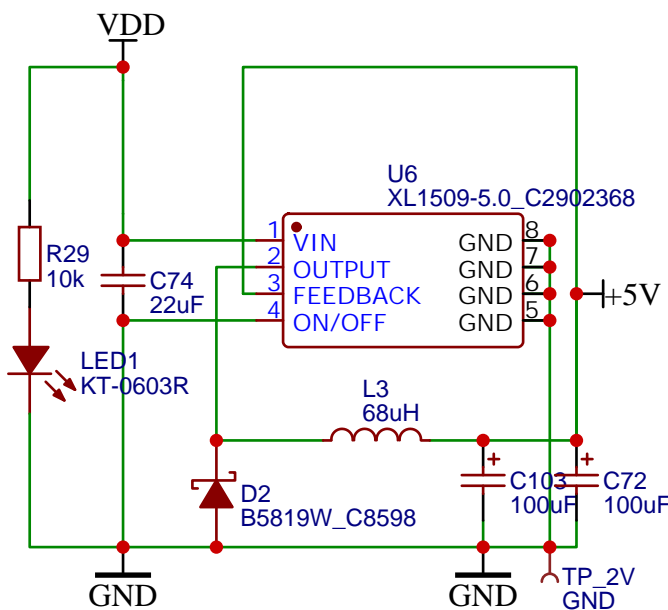 VDD
U6
XL1509-5.0_C2902368
1
VIN
GND
8
2
OUTPUT
GND
7
3
FEEDBACK
GND
6
4
ON/OFF
GND
5
R29
10k
C74
22uF
+5V
LED1
KT-0603R
L3
68uH
D2
B5819W_C8598
C103
100uF
C72
100uF
GND
GND
TP_2V
GND